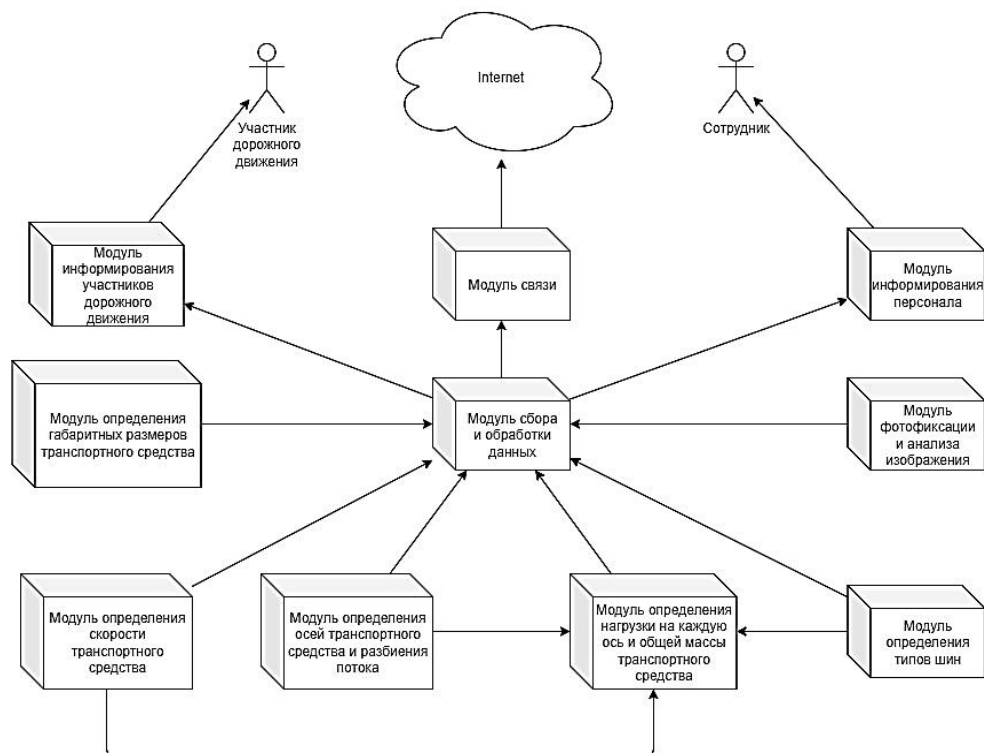 Internet
Участник
дорожного
движения
Сотрудник
Модуль
информирования
участников
дорожного
движения
Модуль связи
Модуль
информирования
персонала
Модуль определения
габаритных размеров
транспортного средства
Модуль сбора
и обработки
данных
Модуль
фотофиксации
и анализа
изображения
Модуль определения
скорости
транспортного
средства
Модуль определения
осей транспортного
средства и разбиения
потока
Модуль определения
нагрузки на каждую
ось и общей массы
транспортного
средства
Модуль
определения
типов шин